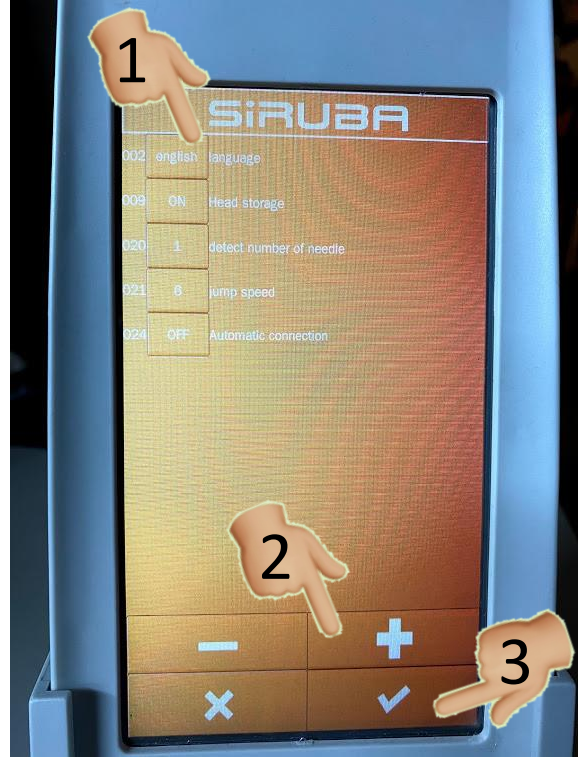 1
SiRUBA
002 english language
009 ON Head storage
020 1 detect number of needle
021 6 jump speed
024 OFF Automatic connection
2
3